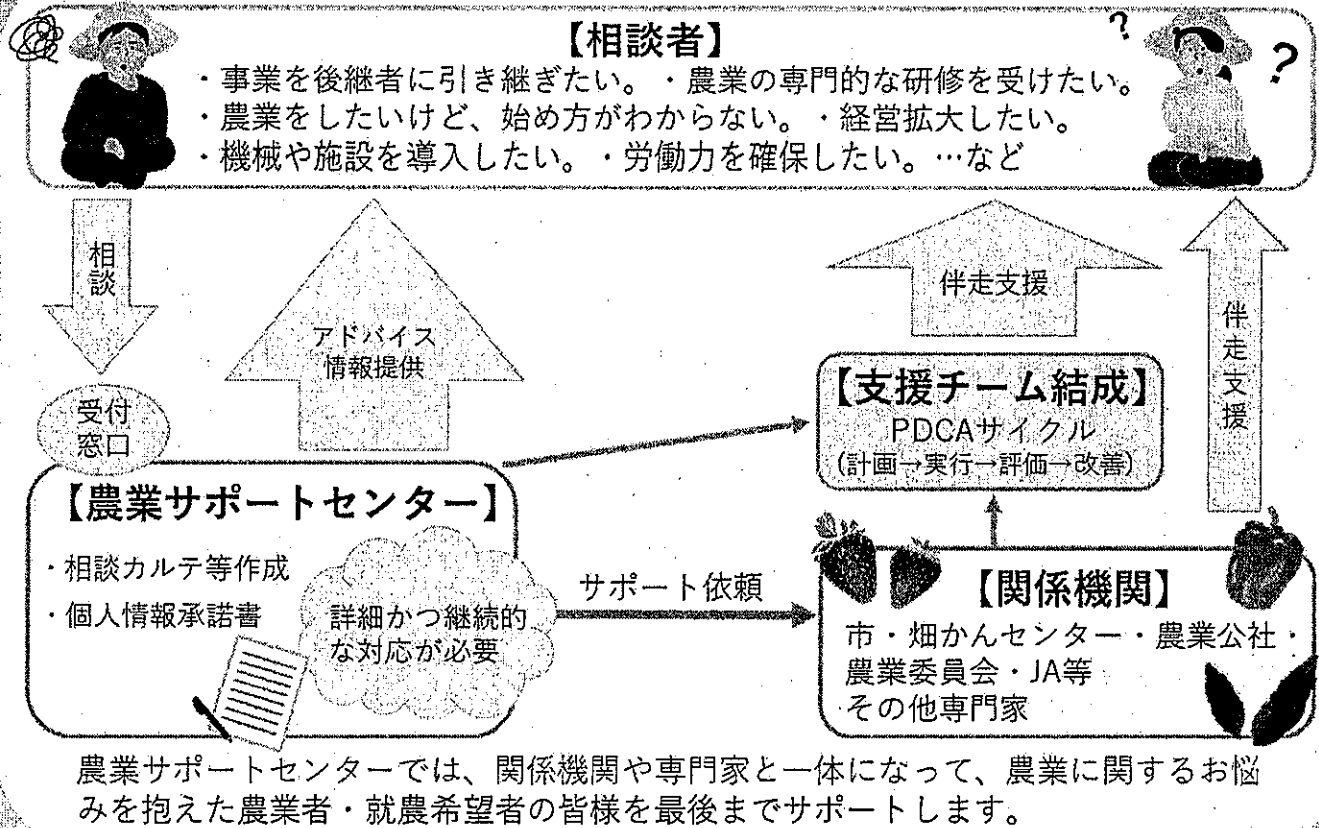 【相談者】
?
?
・事業を後継者に引き継ぎたい。・農業の専門的な研修を受けたい。
・農業をしたいけど、始め方がわからない。・経営拡大したい。
・機械や施設を導入したい。・労働力を確保したい。…など
相談
アドバイス
情報提供
伴走支援
伴走支援
受付
窓口
【支援チーム結成】
PDCAサイクル
(計画→実行→評価→改善)
【農業サポートセンター】
・相談カルテ等作成
・個人情報承諾書
詳細かつ継続的
な対応が必要
サポート依頼
【関係機関】
市・畑かんセンター・農業公社・
農業委員会・JA等
その他専門家
農業サポートセンターでは、関係機関や専門家と一体になって、農業に関するお悩
みを抱えた農業者・就農希望者の皆様を最後までサポートします。